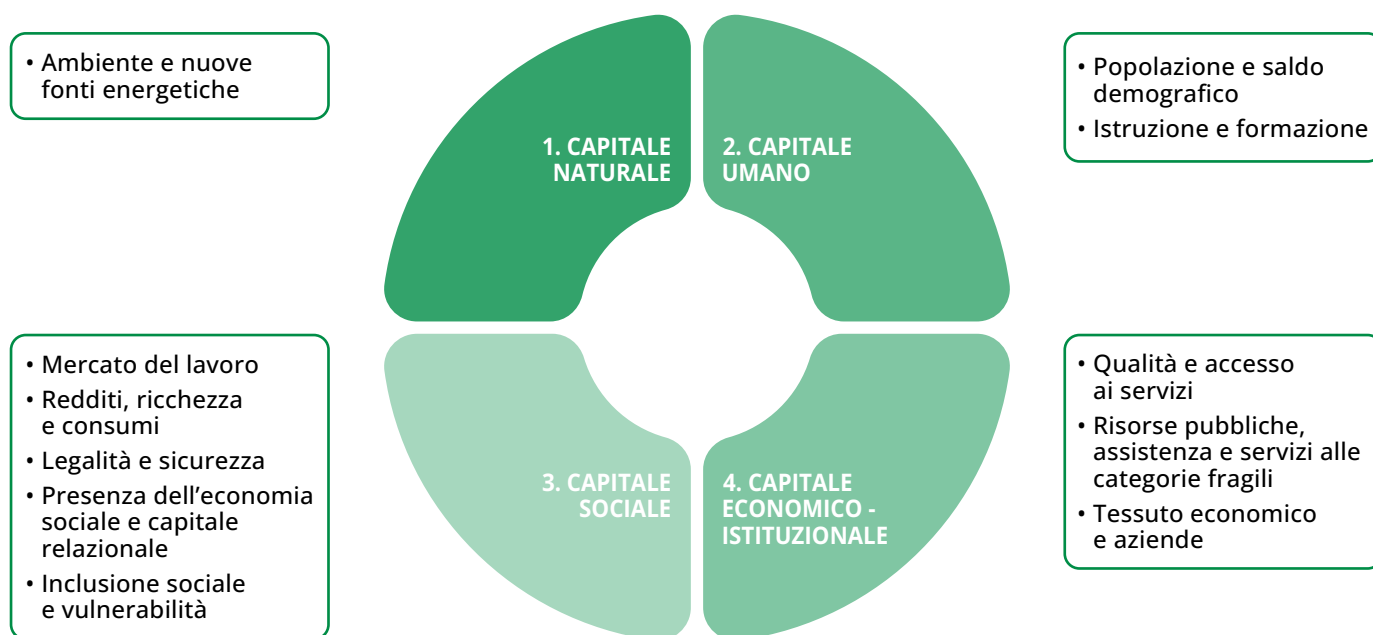 • Ambiente e nuove
fonti energetiche
1. CAPITALE
NATURALE
2. CAPITALE
UMANO
• Popolazione e saldo
demografico
• Istruzione e formazione
• Mercato del lavoro
• Redditi, ricchezza
e consumi
• Legalità e sicurezza
• Presenza dell’economia
sociale e capitale
relazionale
• Inclusione sociale
e vulnerabilità
3. CAPITALE
SOCIALE
4. CAPITALE
ECONOMICO -
ISTITUZIONALE
• Qualità e accesso
ai servizi
• Risorse pubbliche,
assistenza e servizi alle
categorie fragili
• Tessuto economico
e aziende